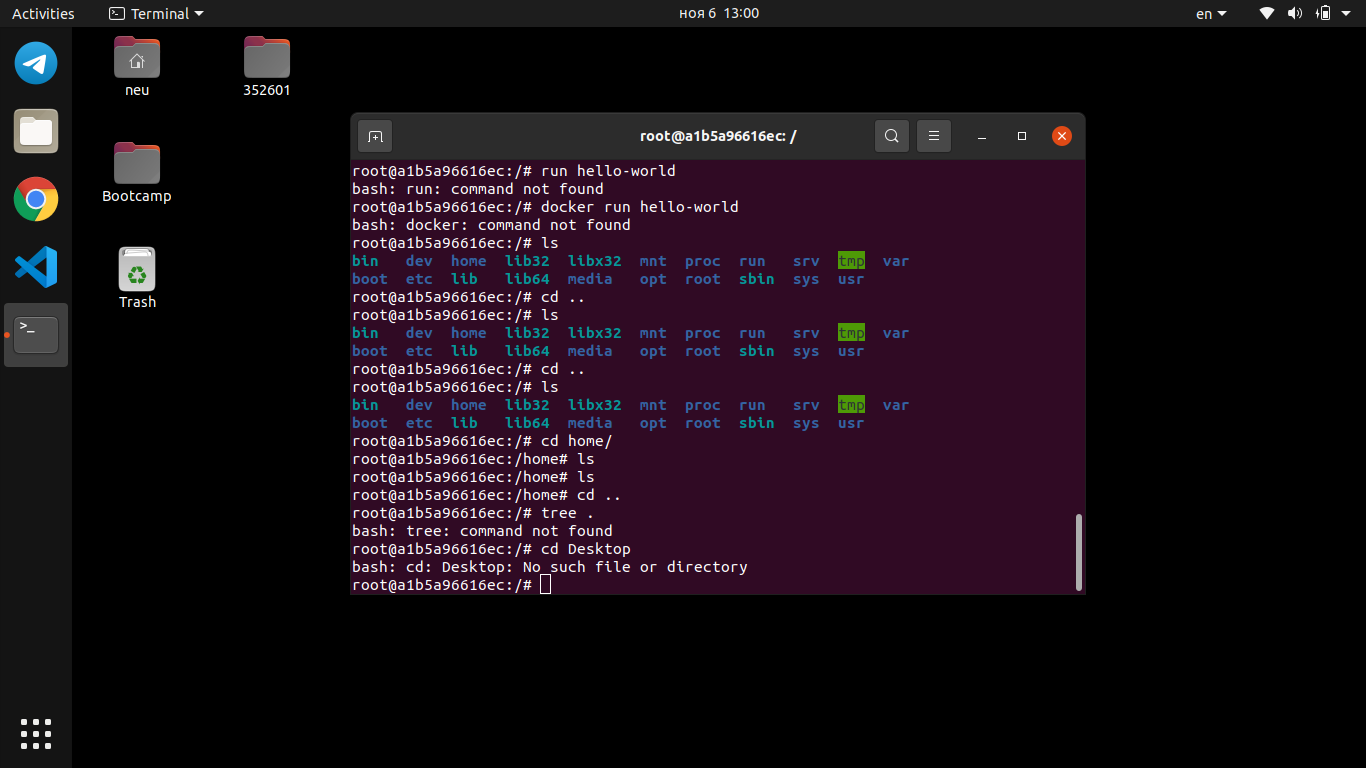 Activities Terminal ноя 6 13:00 en
neu 352601
Bootcamp
Trash
root@a1b5a96616ec: /
root@a1b5a96616ec:/# run hello-world
bash: run: command not found
root@a1b5a96616ec:/# docker run hello-world
bash: docker: command not found
root@a1b5a96616ec:/# ls
bin dev home lib32 libx32 mnt proc run srv tmp var
boot etc lib lib64 media opt root sbin sys usr
root@a1b5a96616ec:/# cd ..
root@a1b5a96616ec:/# ls
bin dev home lib32 libx32 mnt proc run srv tmp var
boot etc lib lib64 media opt root sbin sys usr
root@a1b5a96616ec:/# cd ..
root@a1b5a96616ec:/# ls
bin dev home lib32 libx32 mnt proc run srv tmp var
boot etc lib lib64 media opt root sbin sys usr
root@a1b5a96616ec:/# cd home/
root@a1b5a96616ec:/home# ls
root@a1b5a96616ec:/home# ls
root@a1b5a96616ec:/home# cd ..
root@a1b5a96616ec:/# tree .
bash: tree: command not found
root@a1b5a96616ec:/# cd Desktop
bash: cd: Desktop: No such file or directory
root@a1b5a96616ec:/#